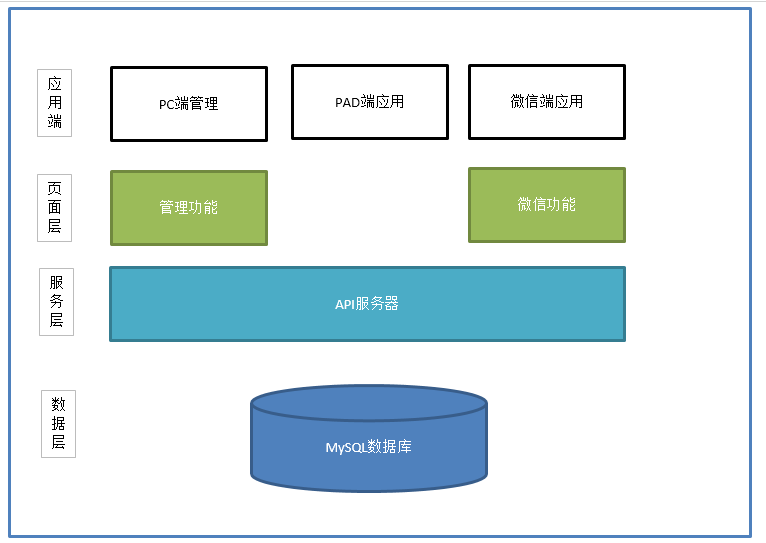 应用端
PC端管理
PAD端应用
微信端应用
页面层
管理功能
微信功能
服务层
API服务器
数据层
MySQL数据库